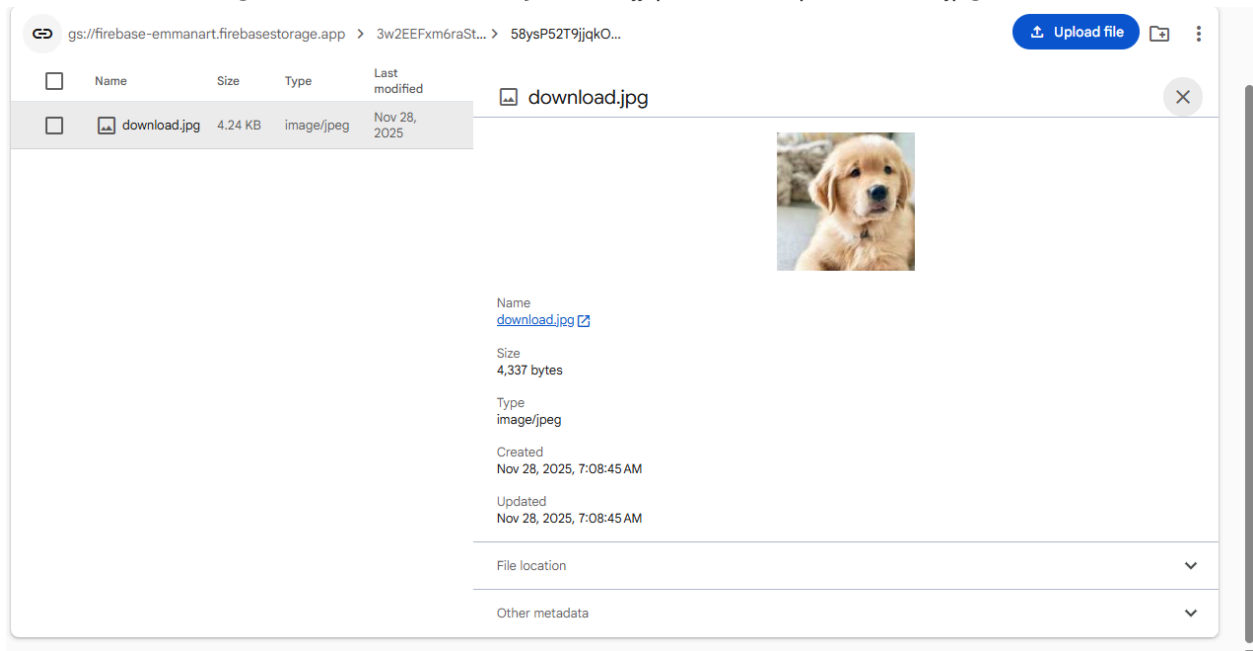 gs://firebase-emmanart.firebasestorage.app > 3w2EEFxm6raSt... > 58ysP52T9jjqkO...
Upload file
Name Size Type Last modified
download.jpg 4.24 KB image/jpeg Nov 28, 2025
download.jpg
Name
download.jpg
Size
4,337 bytes
Type
image/jpeg
Created
Nov 28, 2025, 7:08:45 AM
Updated
Nov 28, 2025, 7:08:45 AM
File location
Other metadata